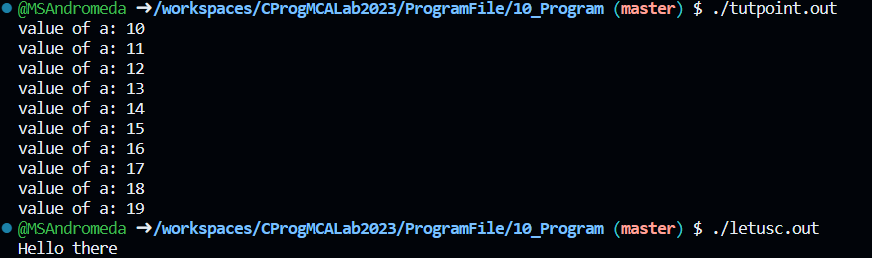 @MSAndromeda ➜/workspaces/CProgMCALab2023/ProgramFile/10_Program (master) $ ./tutpoint.out
value of a: 10
value of a: 11
value of a: 12
value of a: 13
value of a: 14
value of a: 15
value of a: 16
value of a: 17
value of a: 18
value of a: 19
@MSAndromeda ➜/workspaces/CProgMCALab2023/ProgramFile/10_Program (master) $ ./letusc.out
Hello there